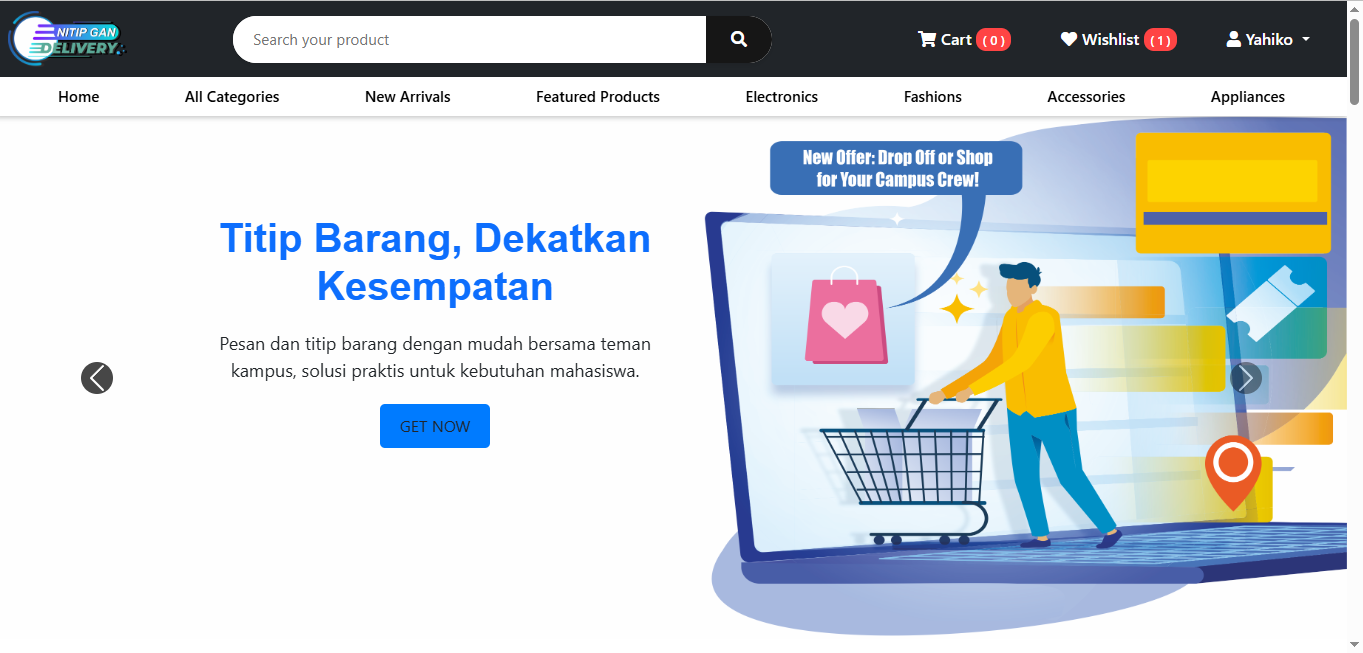 NITIP GAN
DELIVERY
Search your product
Cart ( 0 )
Wishlist ( 1 )
Yahiko
Home
All Categories
New Arrivals
Featured Products
Electronics
Fashions
Accessories
Appliances
New Offer: Drop Off or Shop
for Your Campus Crew!
Titip Barang, Dekatkan
Kesempatan
Pesan dan titip barang dengan mudah bersama teman
kampus, solusi praktis untuk kebutuhan mahasiswa.
GET NOW